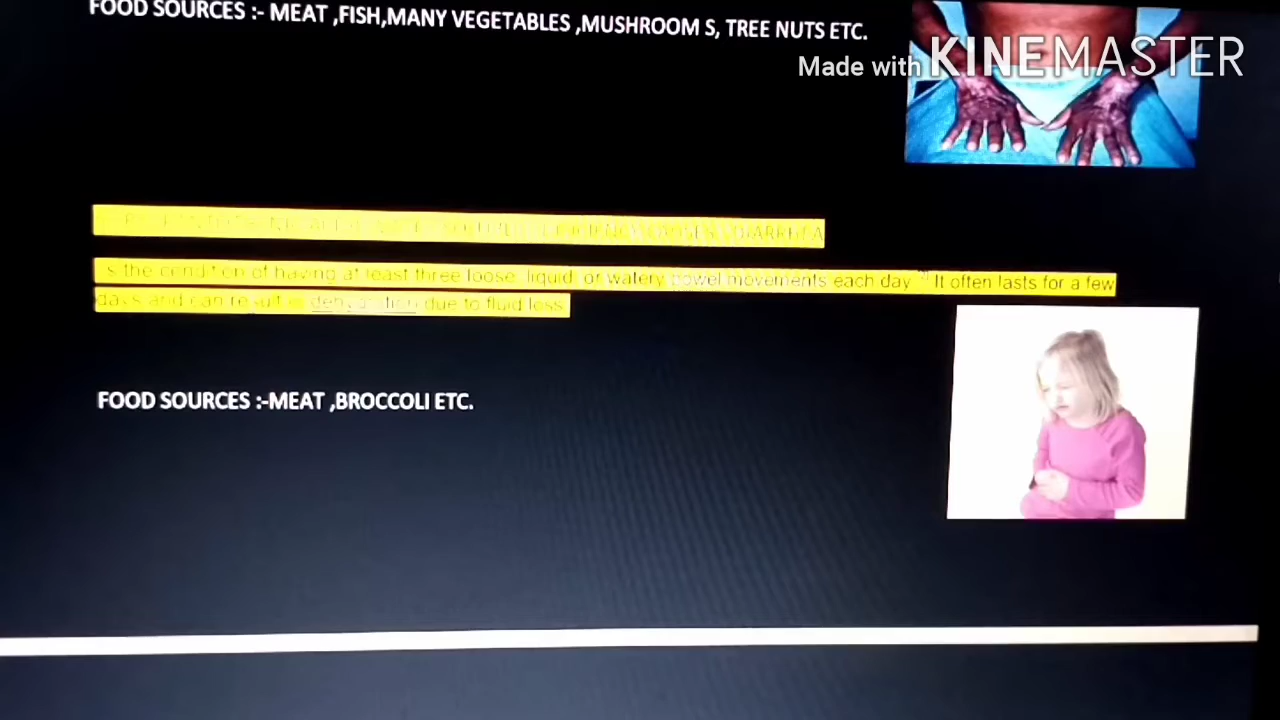 FOOD SOURCES :- MEAT ,FISH,MANY VEGETABLES ,MUSHROOM S, TREE NUTS ETC.
Made with KINEMASTER
DIARRHEA
is the condition of having at least three loose, liquid, or watery bowel movements each day. It often lasts for a few
days and can result in dehydration due to fluid loss.
FOOD SOURCES :-MEAT ,BROCCOLI ETC.